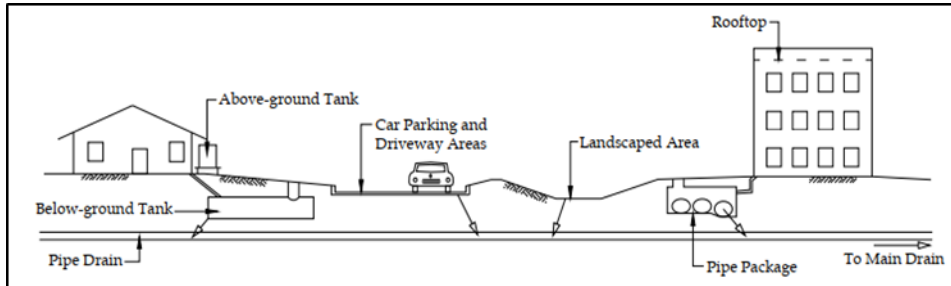 Rooftop
Above-ground Tank
Car Parking and
Driveway Areas
Landscaped Area
Below-ground Tank
Pipe Drain
Pipe Package
To Main Drain